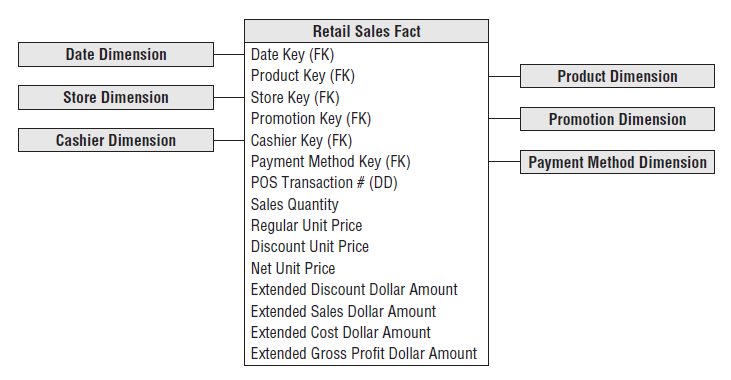 Retail Sales Fact
Date Dimension
Store Dimension
Cashier Dimension
Date Key (FK)
Product Key (FK)
Store Key (FK)
Promotion Key (FK)
Cashier Key (FK)
Payment Method Key (FK)
POS Transaction # (DD)
Sales Quantity
Regular Unit Price
Discount Unit Price
Net Unit Price
Extended Discount Dollar Amount
Extended Sales Dollar Amount
Extended Cost Dollar Amount
Extended Gross Profit Dollar Amount
Product Dimension
Promotion Dimension
Payment Method Dimension